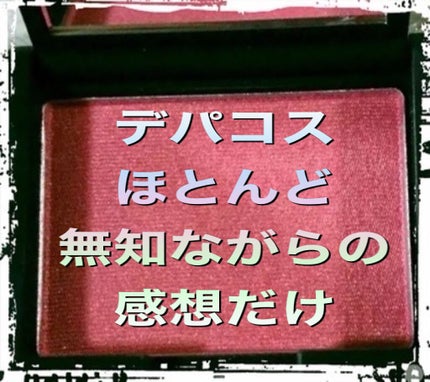 デパコス
ほとんど
無知ながらの
感想だけ